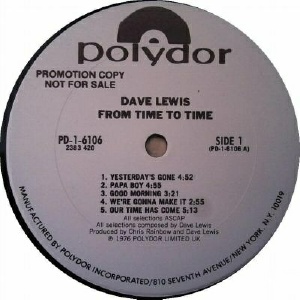 polydor
PROMOTION COPY
NOT FOR SALE
DAVE LEWIS
FROM TIME TO TIME
PD-1-6106
2383 420
SIDE 1
(PD-1-6106 A)
1. YESTERDAY'S GONE 4:52
2. PAPA BOY 4:55
3. GOOD MORNING 3:21
4. WE'RE GONNA MAKE IT 2:55
5. OUR TIME HAS COME 5:13
All selections ASCAP
All selections composed by Dave Lewis
Produced by Chris Rainbow and Dave Lewis
℗ 1976 POLYDOR LIMITED UK
MANUFACTURED BY POLYDOR INCORPORATED/810 SEVENTH AVENUE/NEW YORK, N.Y. 10019